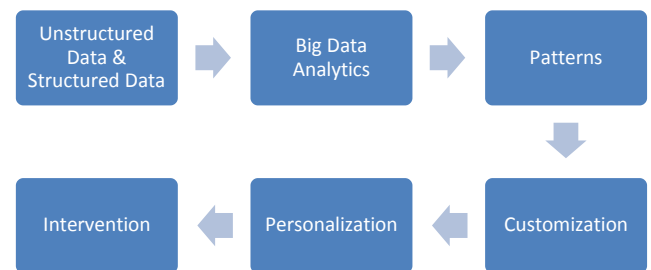 Unstructured
Data &
Structured Data
Big Data
Analytics
Patterns
Customization
Personalization
Intervention